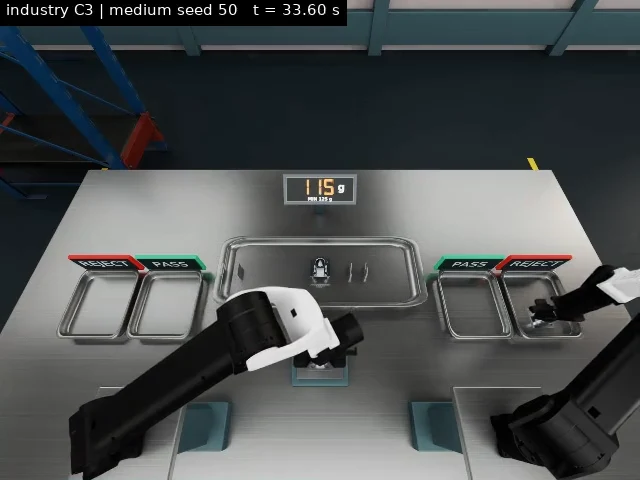 industry C3 | medium seed 50   t = 33.60 s
115 g
MIN 125 g
REJECT
PASS
PASS
REJECT